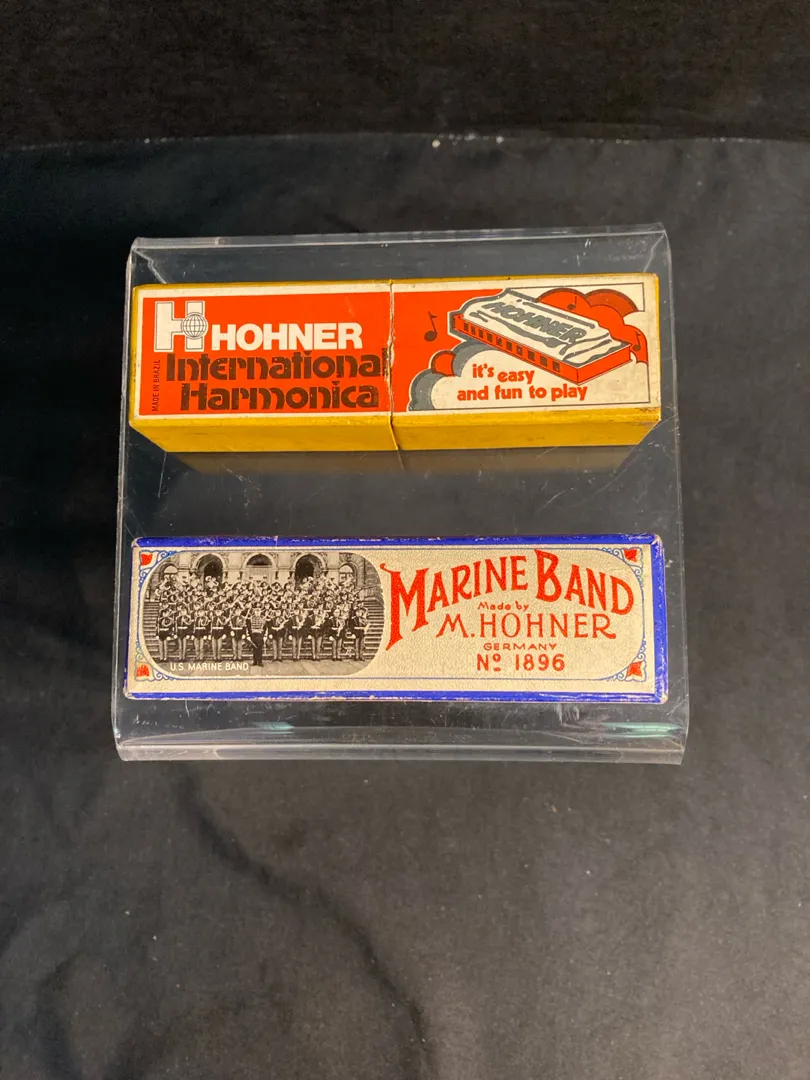 H HOHNER
International
Harmonica
MADE IN BRAZIL
HOHNER
it's easy
and fun to play
MARINE BAND
Made by
M. HOHNER
GERMANY
Nº 1896
U.S. MARINE BAND